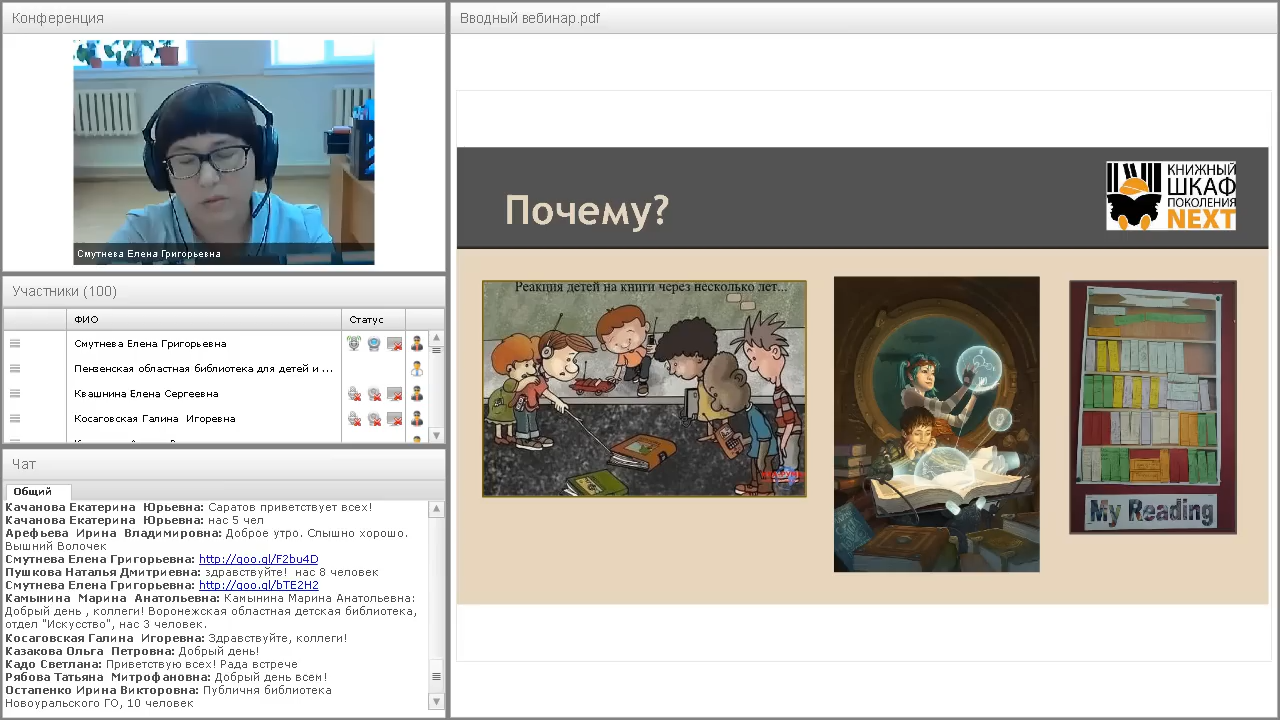 Конференция
Смутнева Елена Григорьевна
Участники (100)
ФИО
Статус
Смутнева Елена Григорьевна
Пензенская областная библиотека для детей и ...
Квашнина Елена Сергеевна
Косаговская Галина Игоревна
Чат
Общий
Качанова Екатерина Юрьевна: Саратов приветствует всех!
Качанова Екатерина Юрьевна: нас 5 чел
Арефьева Ирина Владимировна: Доброе утро. Слышно хорошо.
Вышний Волочек
Смутнева Елена Григорьевна: http://goo.gl/F2bu4D
Пушкова Наталья Дмитриевна: здравствуйте! нас 8 человек
Смутнева Елена Григорьевна: http://goo.gl/bTE2H2
Камынина Марина Анатольевна: Камынина Марина Анатольевна:
Добрый день , коллеги! Воронежская областная детская библиотека,
отдел "Искусство", нас 3 человек.
Косаговская Галина Игоревна: Здравствуйте, коллеги!
Казакова Ольга Петровна: Добрый день!
Кадо Светлана: Приветствую всех! Рада встрече
Рябова Татьяна Митрофановна: Добрый день всем!
Остапенко Ирина Викторовна: Публичня библиотека
Новоуральского ГО, 10 человек
Вводный вебинар.pdf
Почему?
КНИЖНЫЙ
ШКАФ
ПОКОЛЕНИЯ
NEXT
Реакция детей на книги через несколько лет...
My Reading